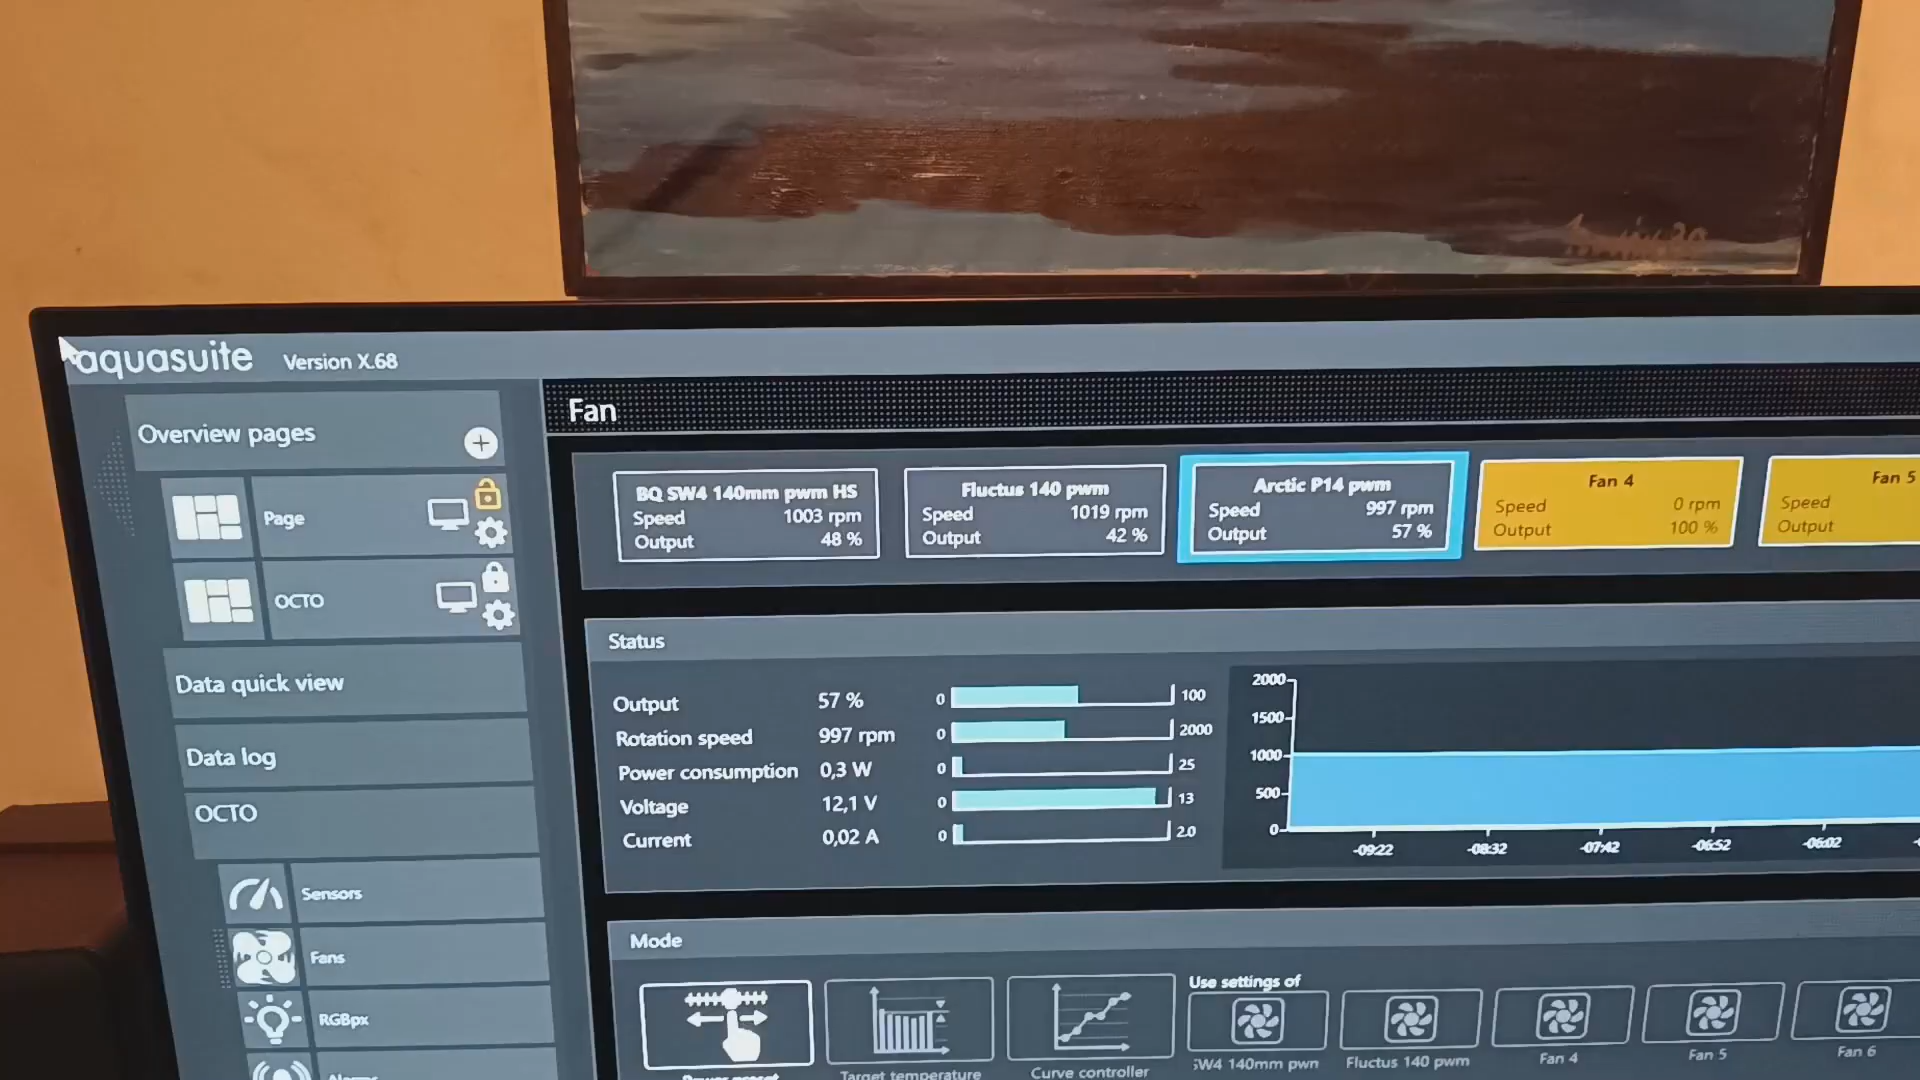 aquasuite Version X.68
Overview pages
Page
OCTO
Data quick view
Data log
OCTO
Sensors
Fans
RGBpx
Fan
BQ SW4 140mm pwm HS
Speed 1003 rpm
Output 48 %
Fluctus 140 pwm
Speed 1019 rpm
Output 42 %
Arctic P14 pwm
Speed 997 rpm
Output 57 %
Fan 4
Speed 0 rpm
Output 100 %
Fan 5
Speed
Output
Status
Output 57 % 0 100
Rotation speed 997 rpm 0 2000
Power consumption 0,3 W 0 25
Voltage 12,1 V 0 13
Current 0,02 A 0 2.0
2000
1500
1000
500
0
-09:22 -08:32 -07:42 -06:52 -06:02
Mode
Target temperature
Curve controller
Use settings of
SW4 140mm pwn
Fluctus 140 pwm
Fan 4
Fan 5
Fan 6